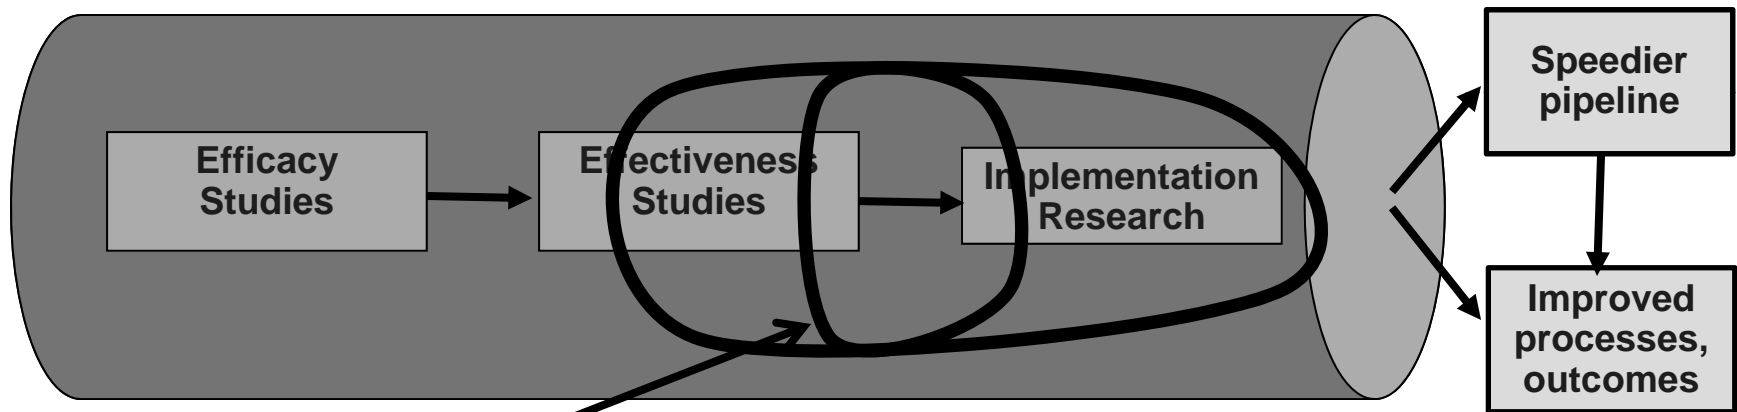 Efficacy
Studies
Effectiveness
Studies
Implementation
Research
Speedier
pipeline
Improved
processes,
outcomes